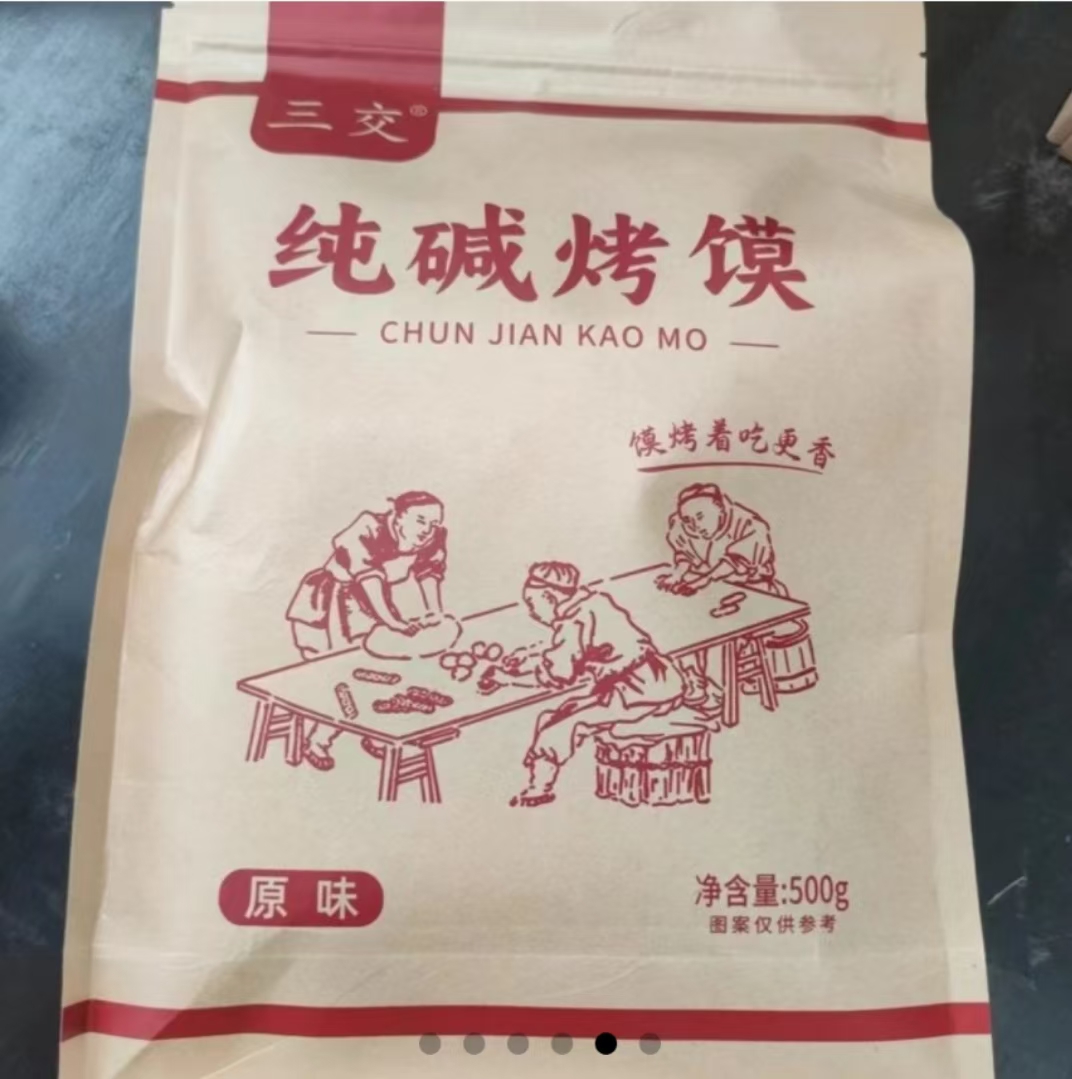 三交®
纯碱烤馍
CHUN JIAN KAO MO
馍烤着吃更香
原味
净含量:500g
图案仅供参考